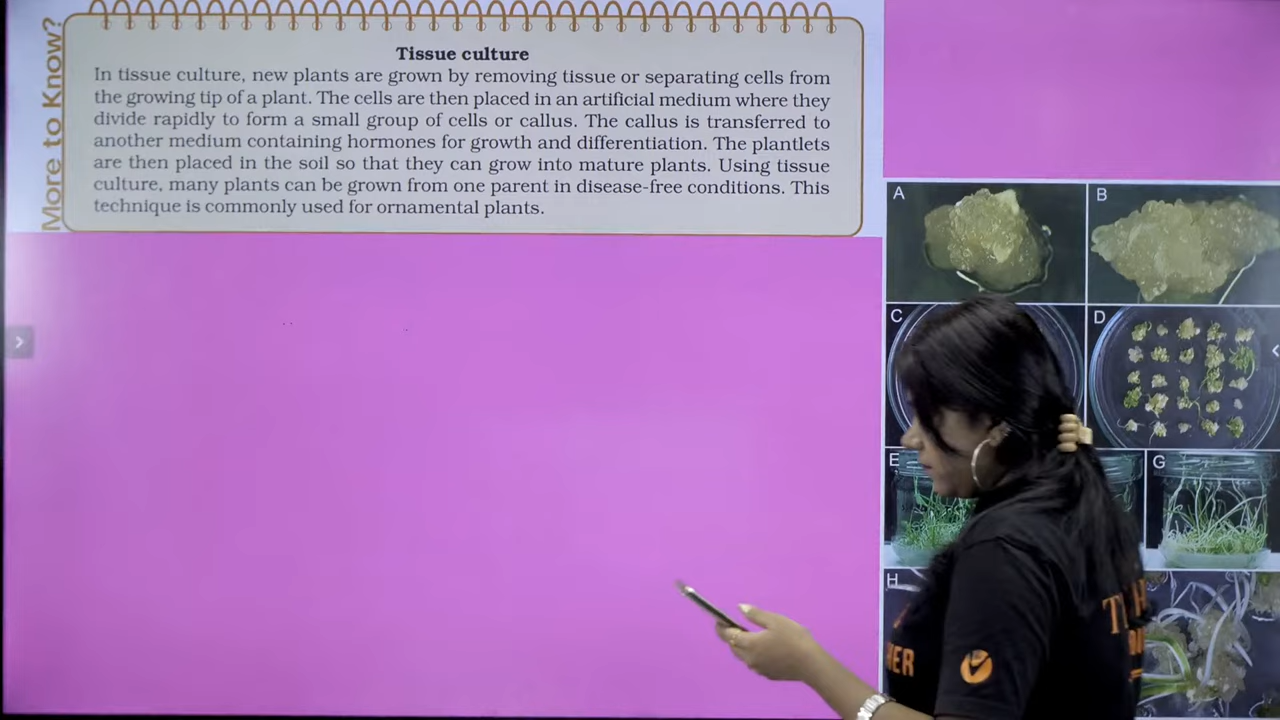 More to Know?
Tissue culture
In tissue culture, new plants are grown by removing tissue or separating cells from
the growing tip of a plant. The cells are then placed in an artificial medium where they
divide rapidly to form a small group of cells or callus. The callus is transferred to
another medium containing hormones for growth and differentiation. The plantlets
are then placed in the soil so that they can grow into mature plants. Using tissue
culture, many plants can be grown from one parent in disease-free conditions. This
technique is commonly used for ornamental plants.
A
B
C
D
E
G
H